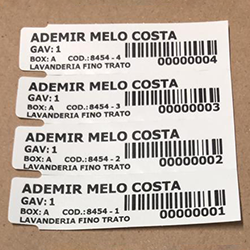 ADEMIR MELO COSTA
GAV: 1
BOX: A COD.:8454 - 4
00000004
LAVANDERIA FINO TRATO
ADEMIR MELO COSTA
GAV: 1
BOX: A COD.:8454 - 3
00000003
LAVANDERIA FINO TRATO
ADEMIR MELO COSTA
GAV: 1
BOX: A COD.:8454 - 2
00000002
LAVANDERIA FINO TRATO
ADEMIR MELO COSTA
GAV: 1
BOX: A COD.:8454 - 1
00000001
LAVANDERIA FINO TRATO